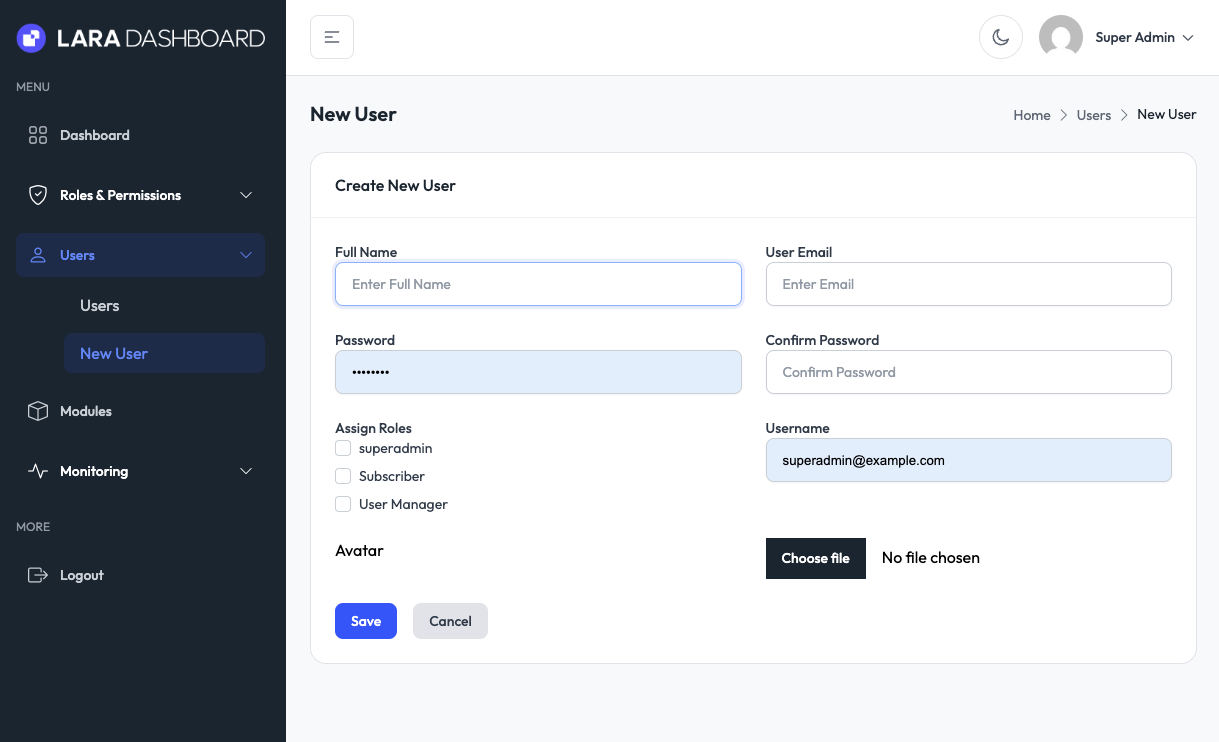 LARA DASHBOARD
MENU
Dashboard
Roles & Permissions
Users
Users
New User
Modules
Monitoring
MORE
Logout
Super Admin
New User
Home > Users > New User
Create New User
Full Name
Enter Full Name
User Email
Enter Email
Password
••••••••
Confirm Password
Confirm Password
Assign Roles
superadmin
Subscriber
User Manager
Username
superadmin@example.com
Avatar
Choose file No file chosen
Save Cancel